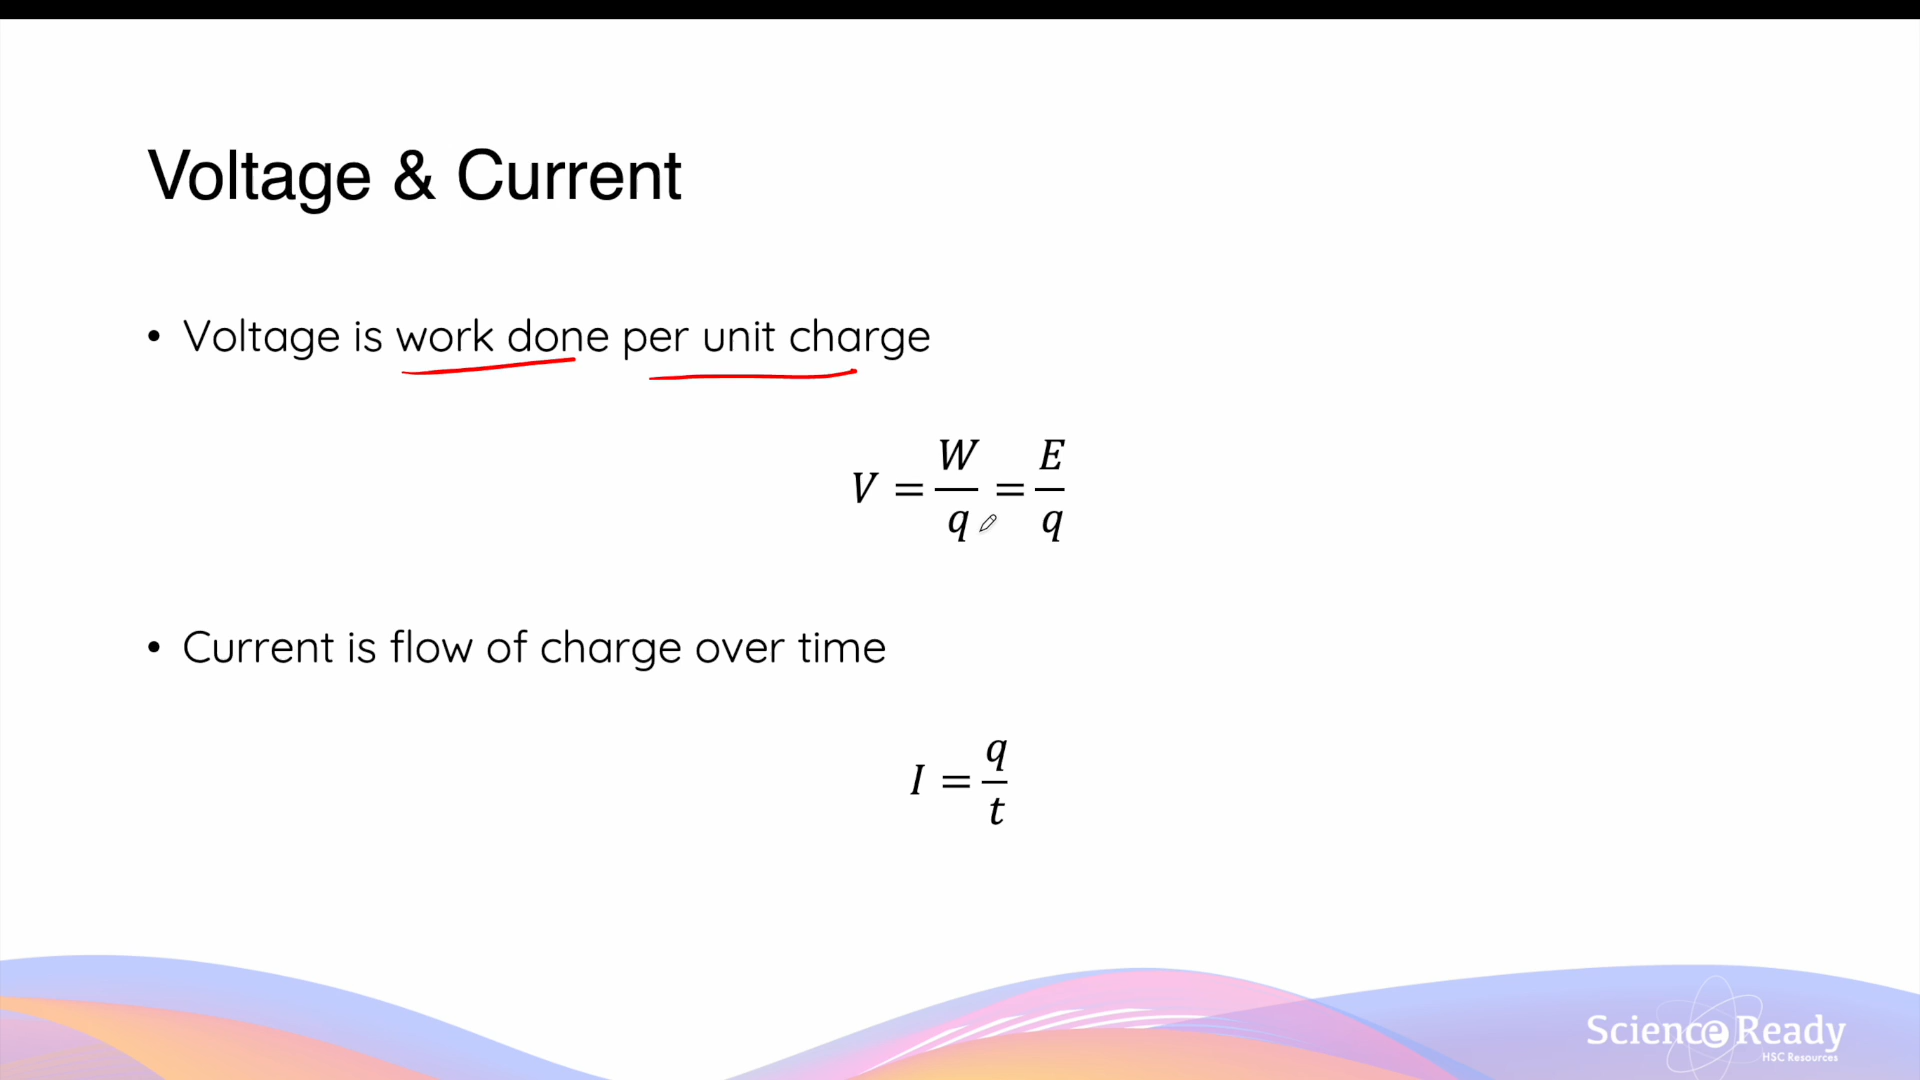 Voltage & Current
• Voltage is work done per unit charge
V = W/q = E/q
• Current is flow of charge over time
I = q/t
Science Ready
HSC Resources